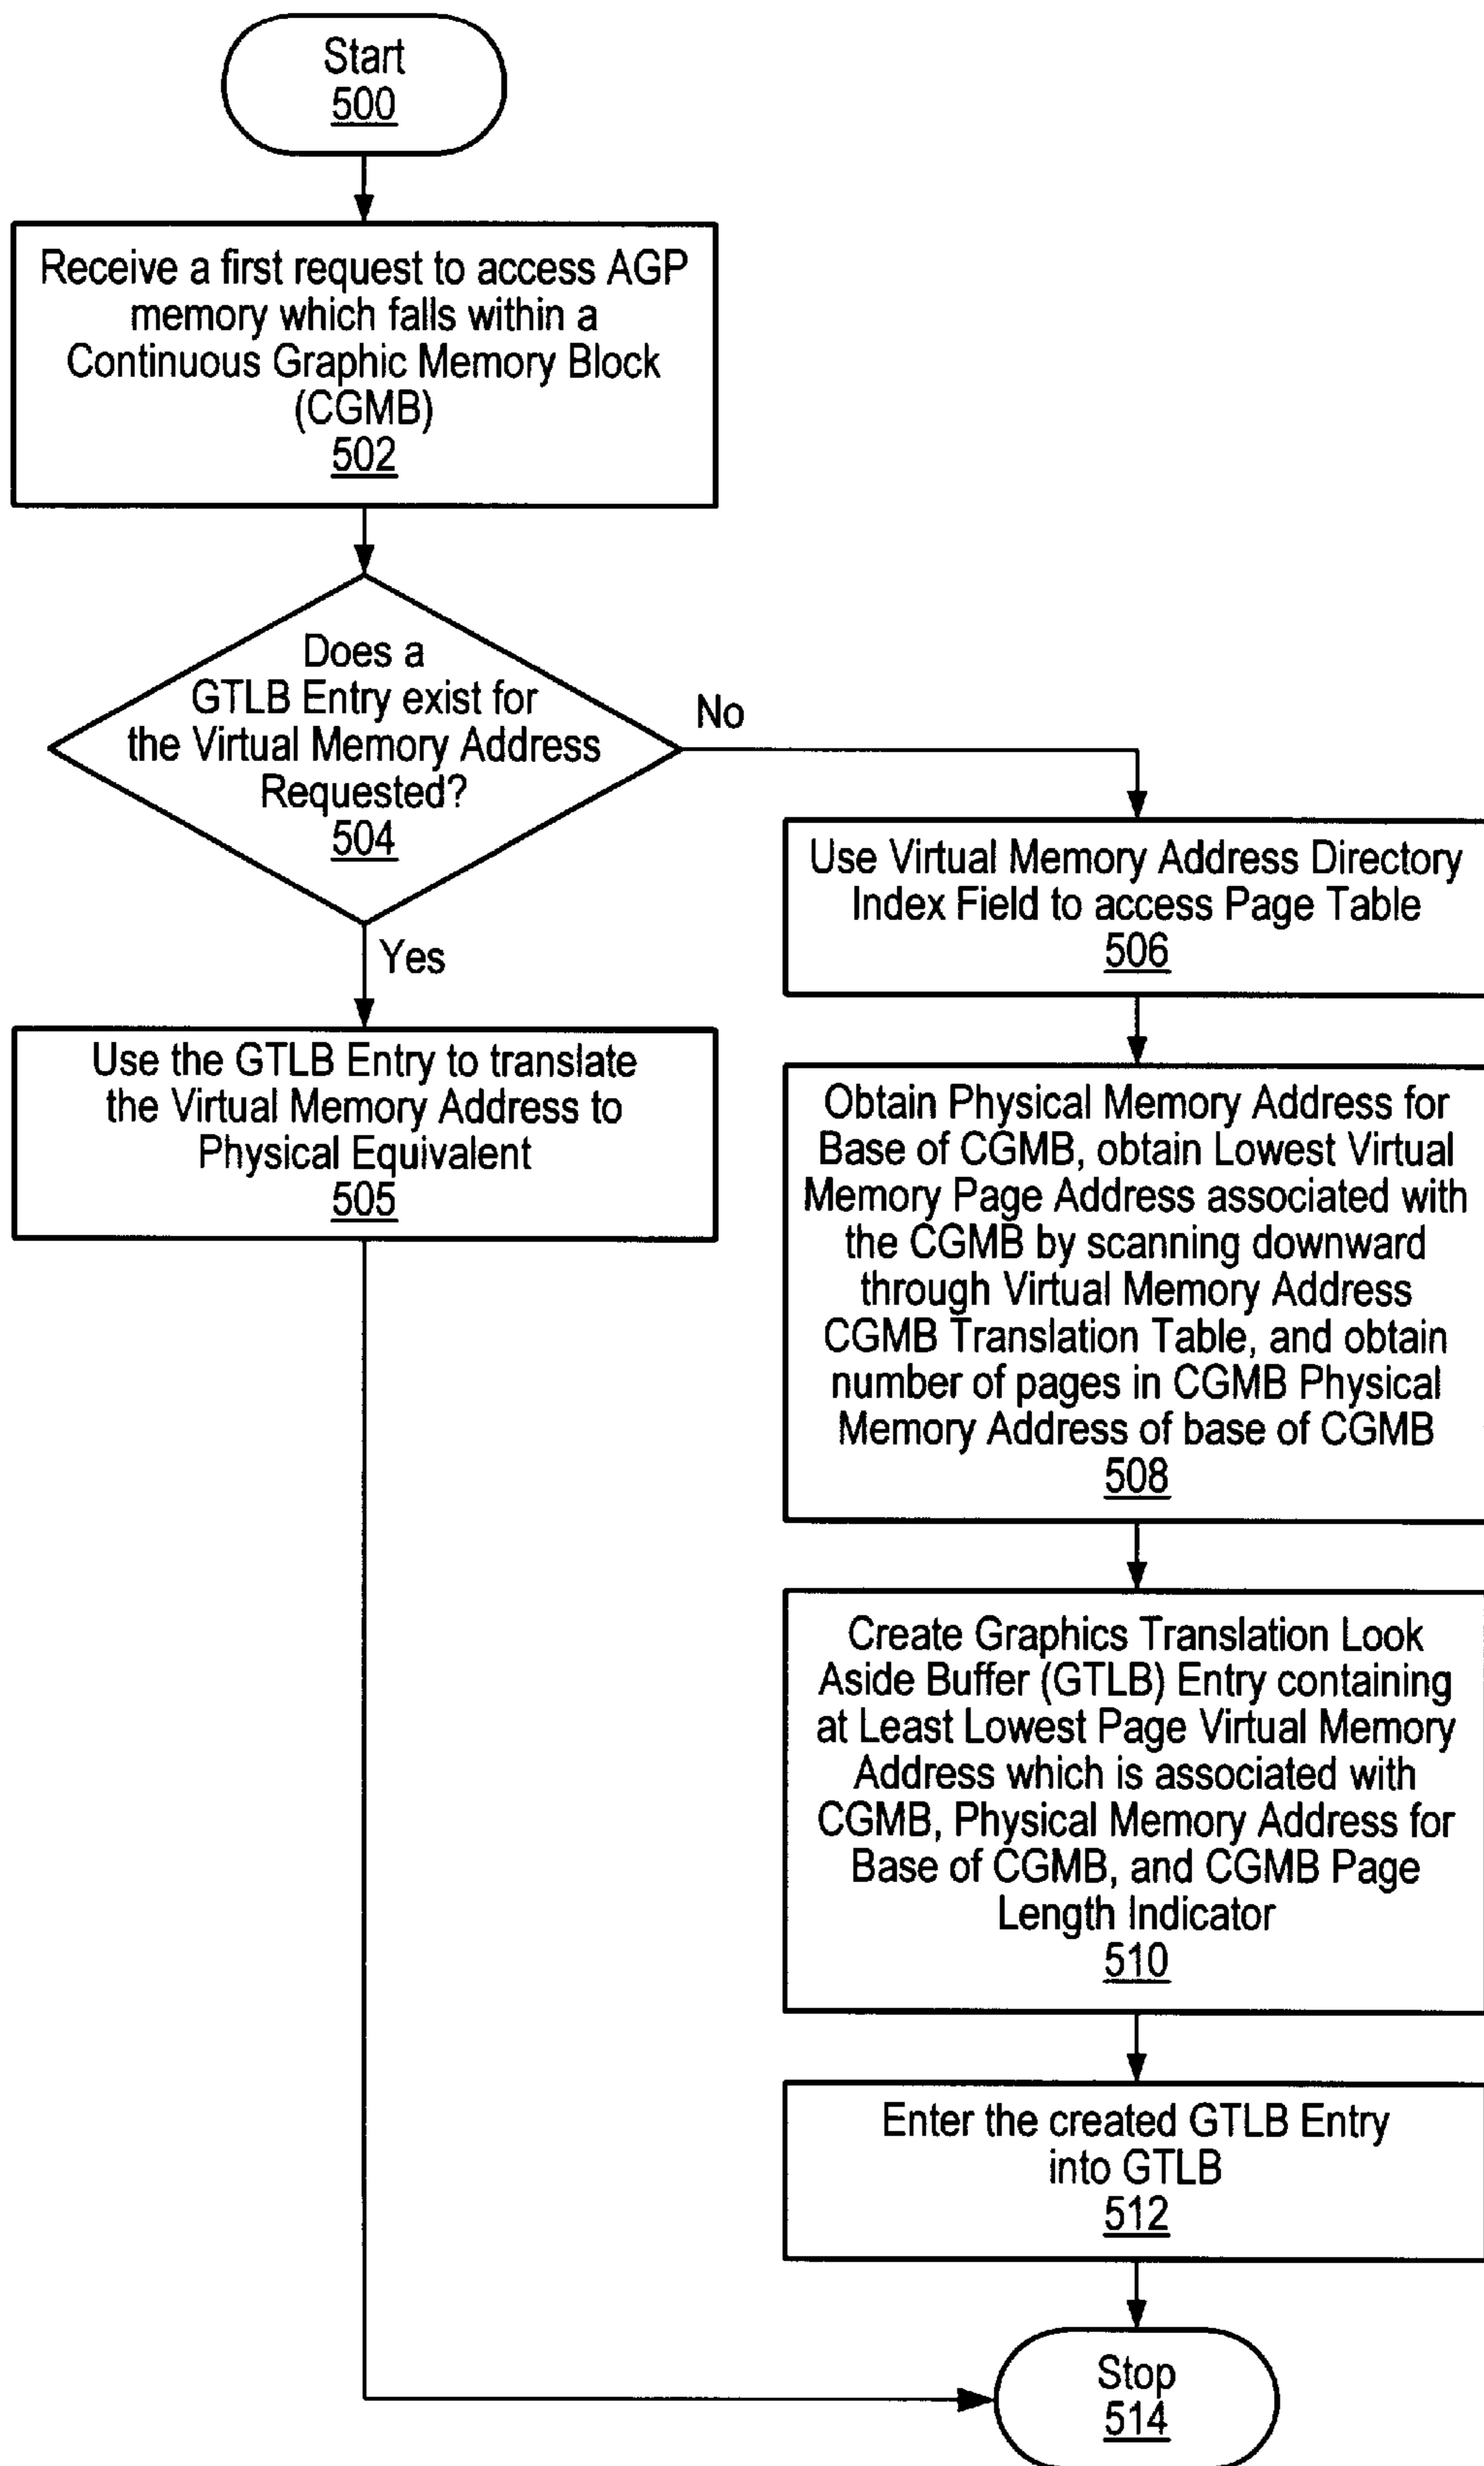 Start
500
Receive a first request to access AGP
memory which falls within a
Continuous Graphic Memory Block
(CGMB)
502
Does a
GTLB Entry exist for
the Virtual Memory Address
Requested?
504
No
Yes
Use the GTLB Entry to translate
the Virtual Memory Address to
Physical Equivalent
505
Use Virtual Memory Address Directory
Index Field to access Page Table
506
Obtain Physical Memory Address for
Base of CGMB, obtain Lowest Virtual
Memory Page Address associated with
the CGMB by scanning downward
through Virtual Memory Address
CGMB Translation Table, and obtain
number of pages in CGMB Physical
Memory Address of base of CGMB
508
Create Graphics Translation Look
Aside Buffer (GTLB) Entry containing
at Least Lowest Page Virtual Memory
Address which is associated with
CGMB, Physical Memory Address for
Base of CGMB, and CGMB Page
Length Indicator
510
Enter the created GTLB Entry
into GTLB
512
Stop
514